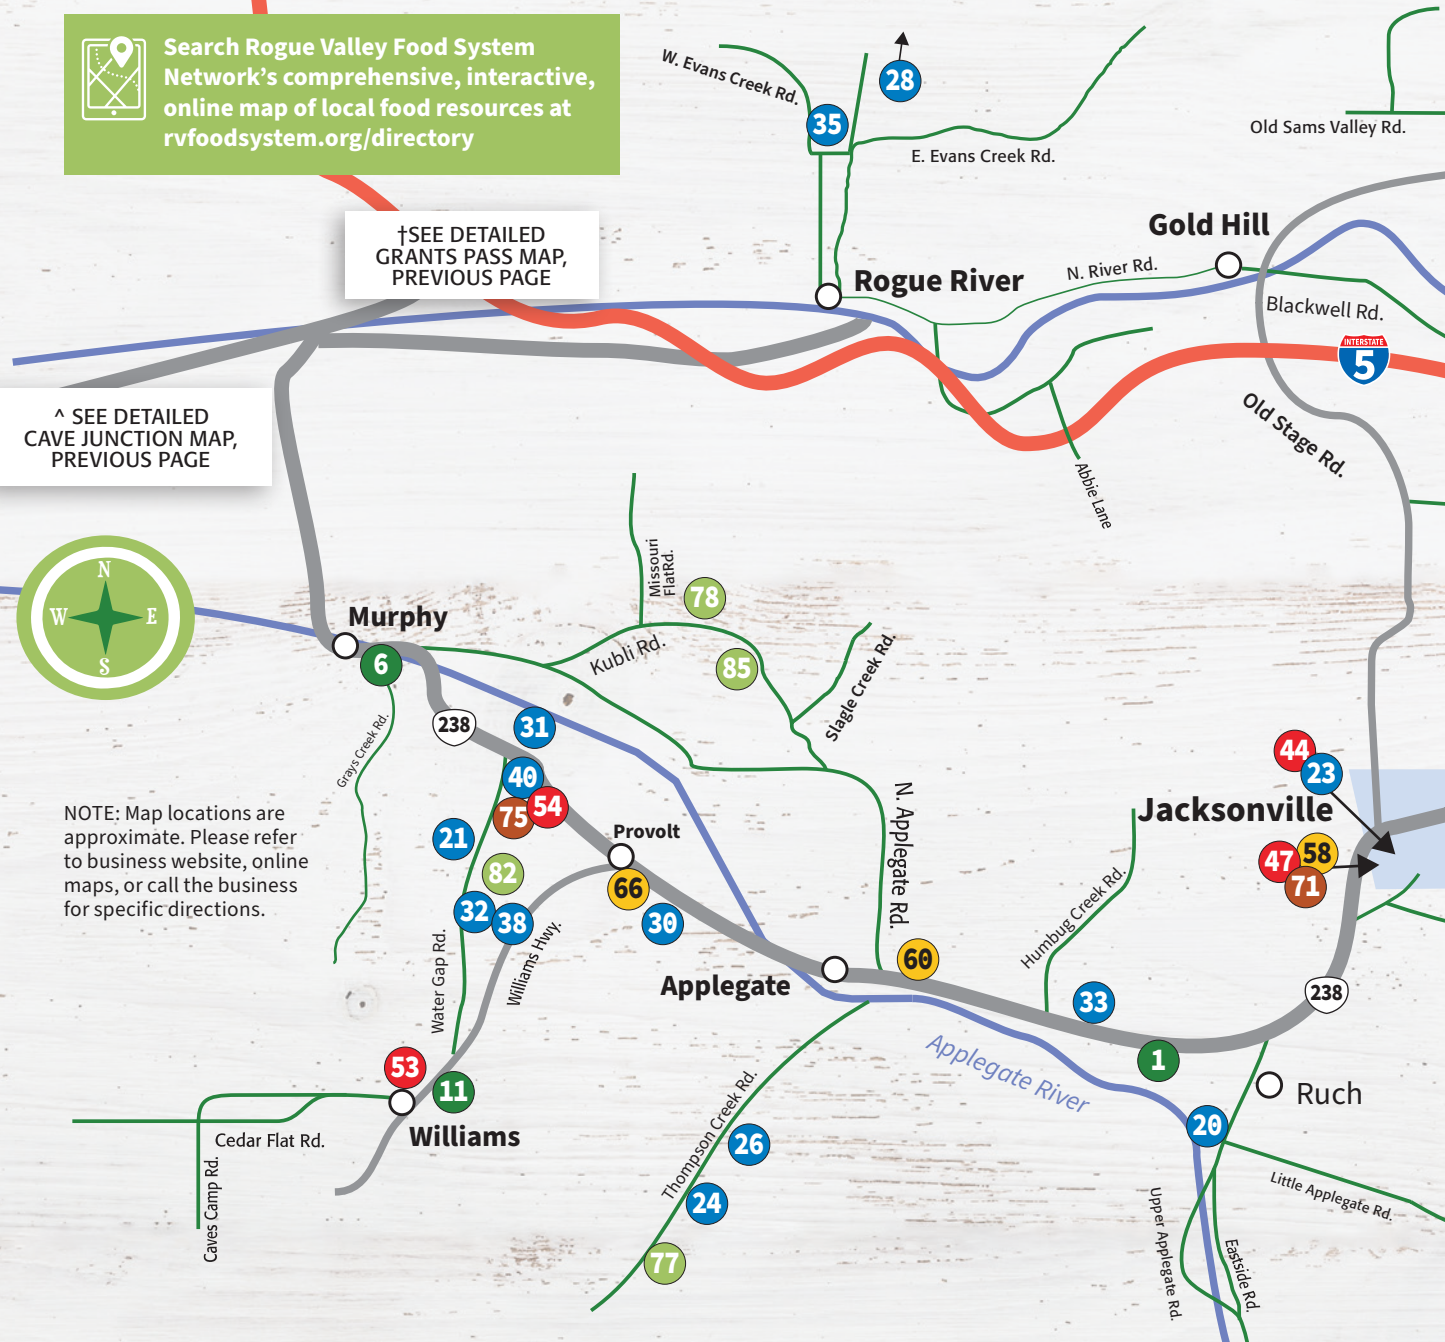 Search Rogue Valley Food System
Network’s comprehensive, interactive,
online map of local food resources at
rvfoodsystem.org/directory
W. Evans Creek Rd.
28
35
E. Evans Creek Rd.
Old Sams Valley Rd.
†SEE DETAILED
GRANTS PASS MAP,
PREVIOUS PAGE
Gold Hill
Rogue River
N. River Rd.
Blackwell Rd.
INTERSTATE
5
^ SEE DETAILED
CAVE JUNCTION MAP,
PREVIOUS PAGE
Old Stage Rd.
Abbie Lane
N
W
E
S
Missouri
FlatRd.
78
Murphy
6
Kubli Rd.
85
Slagle Creek Rd.
238
31
Grays Creek Rd.
40
75
54
44
23
Jacksonville
NOTE: Map locations are
approximate. Please refer
to business website, online
maps, or call the business
for specific directions.
21
Provolt
N. Applegate Rd.
47
58
71
82
66
32
38
30
Humbug Creek Rd.
Water Gap Rd.
Williams Hwy.
Applegate
60
33
238
Applegate River
1
53
11
Ruch
Williams
Cedar Flat Rd.
Caves Camp Rd.
Thompson Creek Rd.
26
20
24
77
Little Applegate Rd.
Upper Applegate Rd.
Eastside Rd.